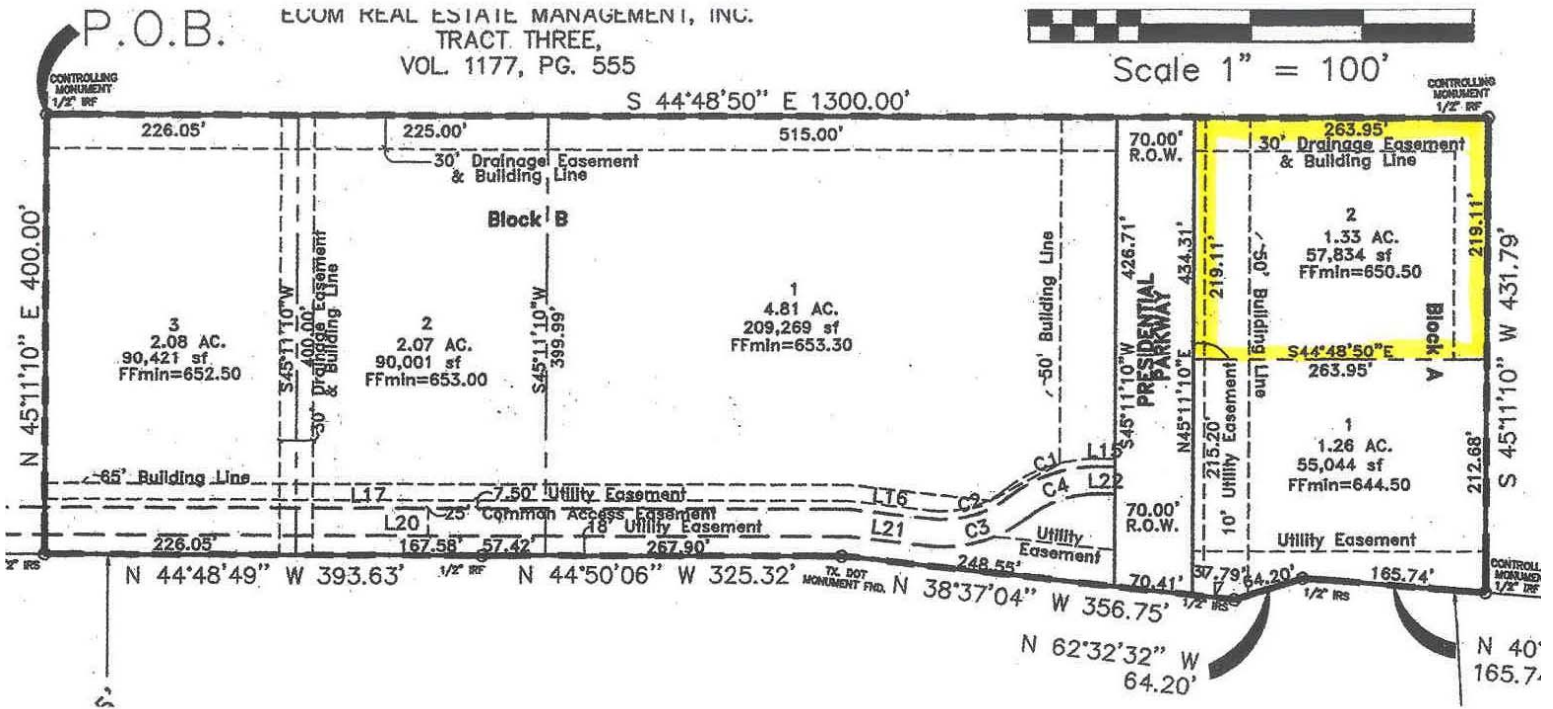 P.O.B.
ECOM REAL ESTATE MANAGEMENT, INC.
TRACT THREE,
VOL. 1177, PG. 555
Scale 1" = 100'
CONTROLLING
MONUMENT
1/2" IRF
S 44°48'50" E 1300.00'
CONTROLLING
MONUMENT
1/2" IRF
226.05'
225.00'
515.00'
70.00'
R.O.W.
263.95'
30' Drainage Easement
& Building Line
30' Drainage Easement
& Building Line
Block B
N 45°11'10" E 400.00'
3
2.08 AC.
90,421 sf
FFmin=652.50
S45°11'10"W
400.00'
30' Drainage Easement
& Building Line
2
2.07 AC.
90,001 sf
FFmin=653.00
S45°11'10"W
399.99'
1
4.81 AC.
209,269 sf
FFmin=653.30
50' Building Line
426.71'
S45°11'10"W
PRESIDENTIAL
PARKWAY
434.31'
N45°11'10"E
219.11'
50' Building Line
2
1.33 AC.
57,834 sf
FFmin=650.50
219.11'
Block A
S 45°11'10" W 431.79'
S44°48'50"E
263.95'
1
1.26 AC.
55,044 sf
FFmin=644.50
215.20'
10' Utility Easement
212.68'
65' Building Line
L17
7.50' Utility Easement
L16
C2
C1
L15
25' Common Access Easement
C4
L22
L20
18' Utility Easement
L21
C3
Utility
Easement
70.00'
R.O.W.
Utility Easement
226.05'
167.58'
57.42'
267.90'
248.55'
70.41'
37.79'
64.20'
165.74'
IRS
N 44°48'49" W 393.63'
1/2" IRF
N 44°50'06" W 325.32'
TX. DOT
MONUMENT FND.
N 38°37'04" W 356.75'
1/2" IRS
1/2" IRS
MONUMENT
1/2" IRF
N 62°32'32" W
64.20'
N 40°